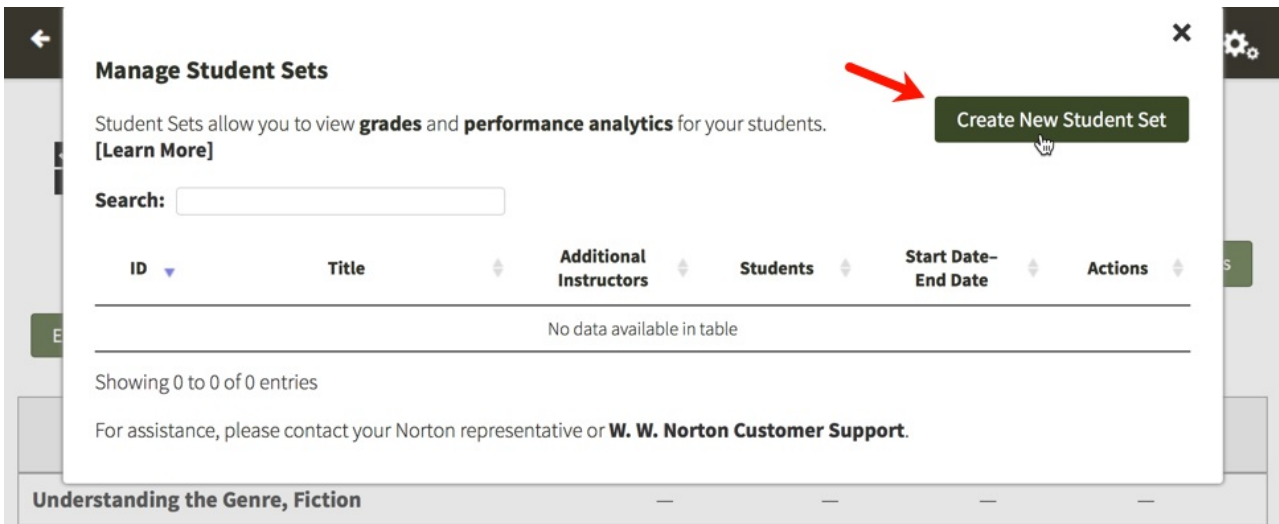 Manage Student Sets
Create New Student Set
Student Sets allow you to view grades and performance analytics for your students.
[Learn More]
Search:
ID Title Additional Instructors Students Start Date– End Date Actions
No data available in table
Showing 0 to 0 of 0 entries
For assistance, please contact your Norton representative or W. W. Norton Customer Support.
Understanding the Genre, Fiction — — — —